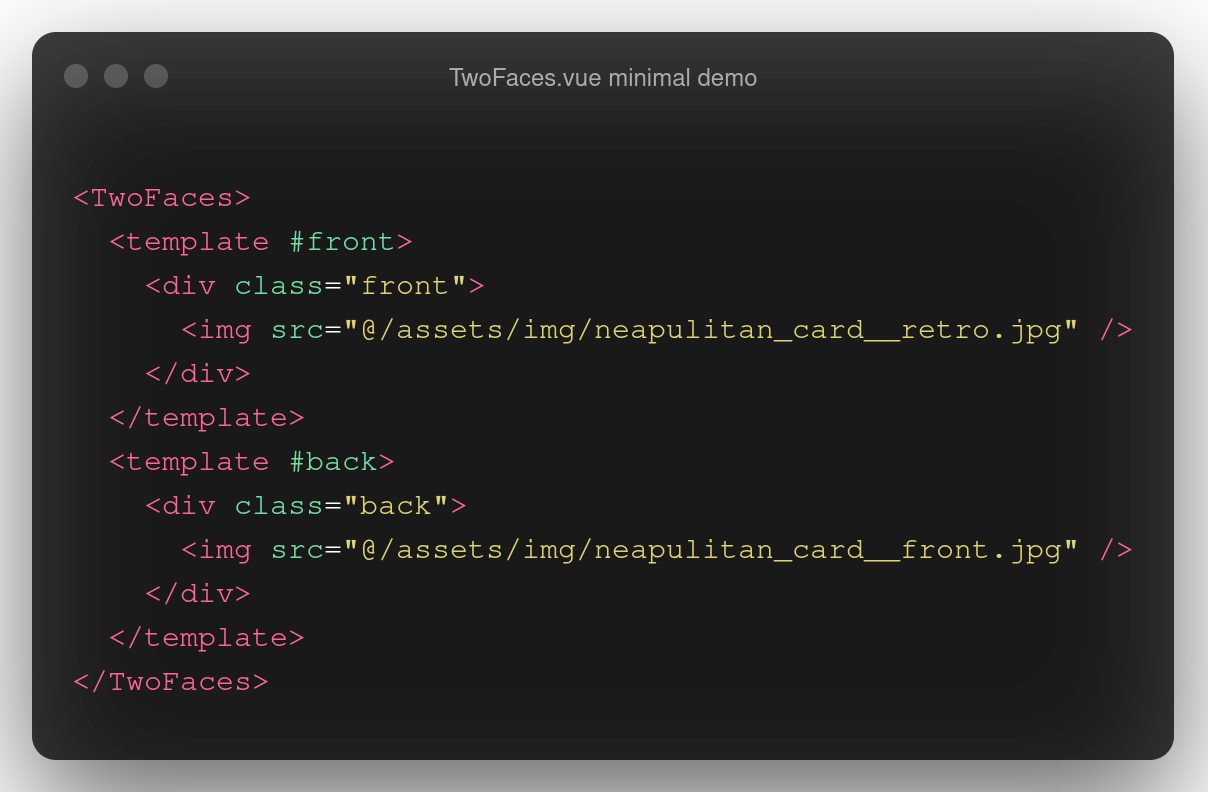 TwoFaces.vue minimal demo
<TwoFaces>
  <template #front>
    <div class="front">
      <img src="@/assets/img/neapulitan_card__retro.jpg" />
    </div>
  </template>
  <template #back>
    <div class="back">
      <img src="@/assets/img/neapulitan_card__front.jpg" />
    </div>
  </template>
</TwoFaces>